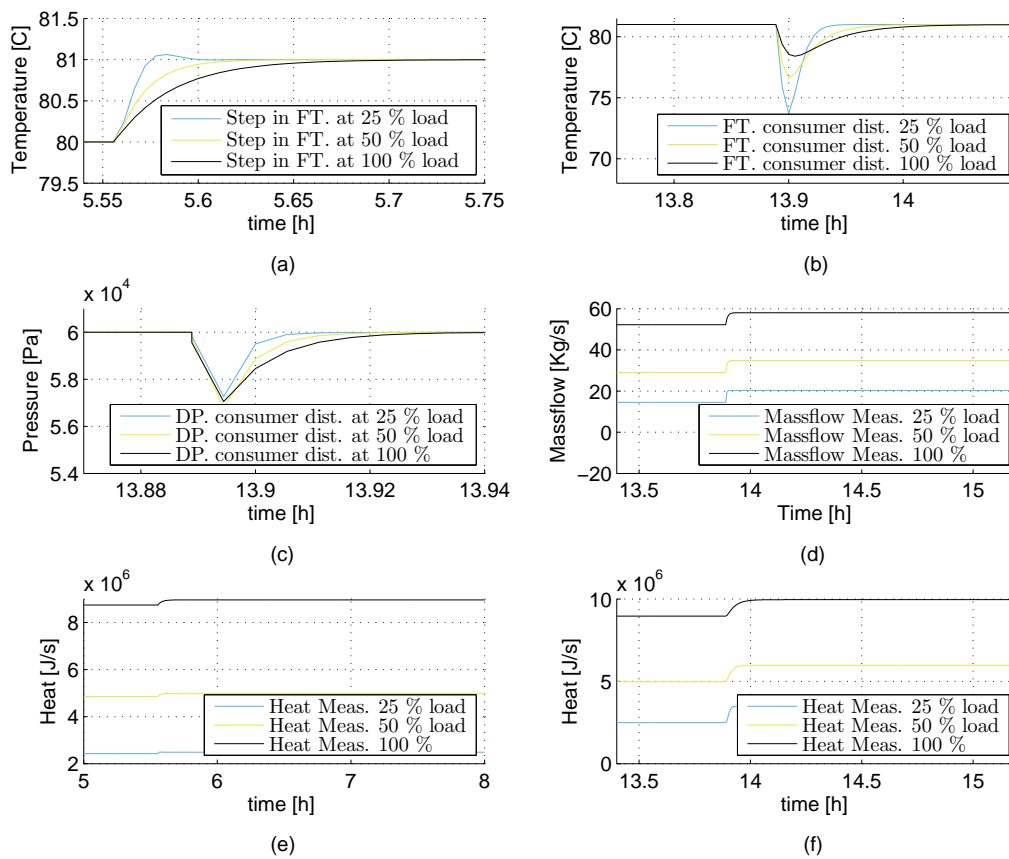 81.5
81
80.5
80
79.5
Temperature [C]
Step in FT. at 25 % load
Step in FT. at 50 % load
Step in FT. at 100 % load
5.55
5.6
5.65
5.7
5.75
time [h]
(a)
80
75
70
Temperature [C]
FT. consumer dist. 25 % load
FT. consumer dist. 50 % load
FT. consumer dist. 100 % load
13.8
13.9
14
time [h]
(b)
x 10^4
6
5.8
5.6
5.4
Pressure [Pa]
DP. consumer dist. at 25 % load
DP. consumer dist. at 50 % load
DP. consumer dist. at 100 %
13.88
13.9
13.92
13.94
time [h]
(c)
60
40
20
0
−20
Massflow [Kg/s]
Massflow Meas. 25 % load
Massflow Meas. 50 % load
Massflow Meas. 100 %
13.5
14
14.5
15
Time [h]
(d)
x 10^6
8
6
4
2
Heat [J/s]
Heat Meas. 25 % load
Heat Meas. 50 % load
Heat Meas. 100 %
5
6
7
8
time [h]
(e)
x 10^6
10
5
0
Heat [J/s]
Heat Meas. 25 % load
Heat Meas. 50 % load
Heat Meas. 100 %
13.5
14
14.5
15
time [h]
(f)